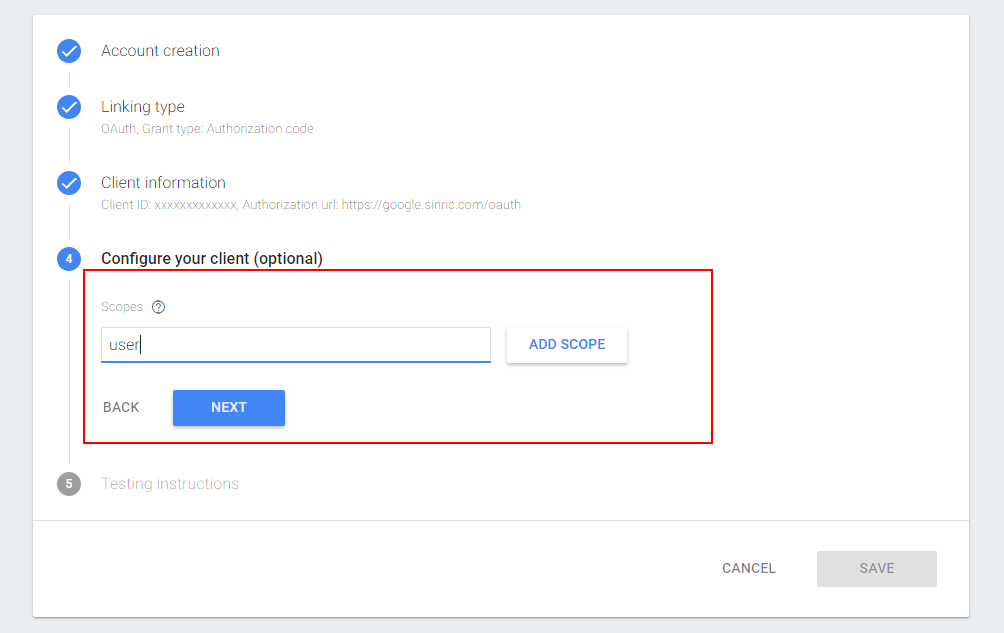 Account creation
Linking type
OAuth, Grant type: Authorization code
Client information
Client ID: xxxxxxxxxxxxx, Authorization url: https://google.sinric.com/oauth
4 Configure your client (optional)
Scopes ?
user ADD SCOPE
BACK NEXT
5 Testing instructions
CANCEL SAVE